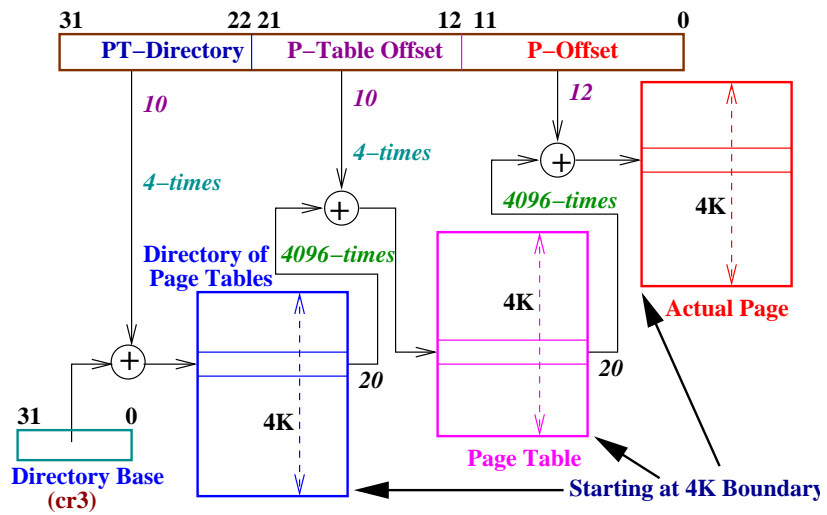 31 22 21 12 11 0
PT−Directory P−Table Offset P−Offset
10 10 12
4−times 4−times
4096−times
4K
Directory of
Page Tables
4096−times
4K
Actual Page
20 20
4K
31 0
Page Table
Directory Base
(cr3)
Starting at 4K Boundary